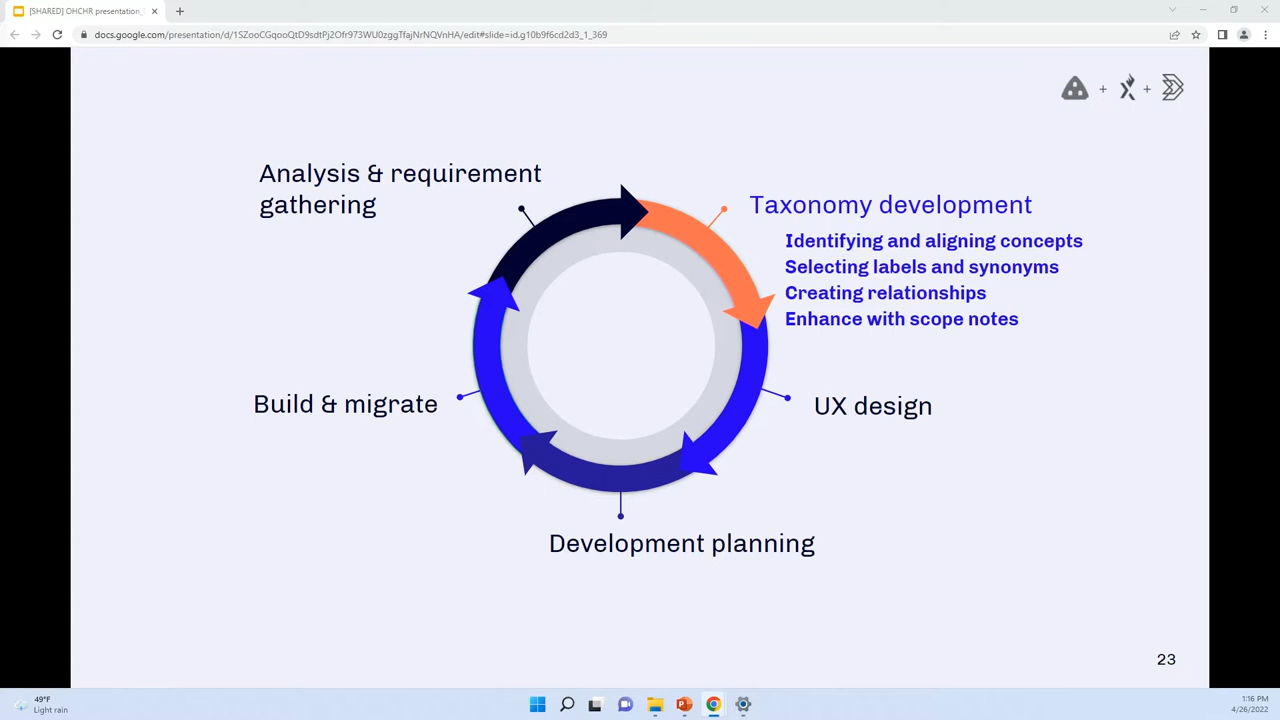 [SHARED] OHCHR presentation_
docs.google.com/presentation/d/1SZooCGqooQtD9sdtPj2Ofr973WU0zggTfajNrNQVnHA/edit#slide=id.g10b9f6cd2d3_1_369
+ +
Analysis & requirement
gathering
Taxonomy development
Identifying and aligning concepts
Selecting labels and synonyms
Creating relationships
Enhance with scope notes
Build & migrate
UX design
Development planning
23
49°F
Light rain
1:16 PM
4/26/2022